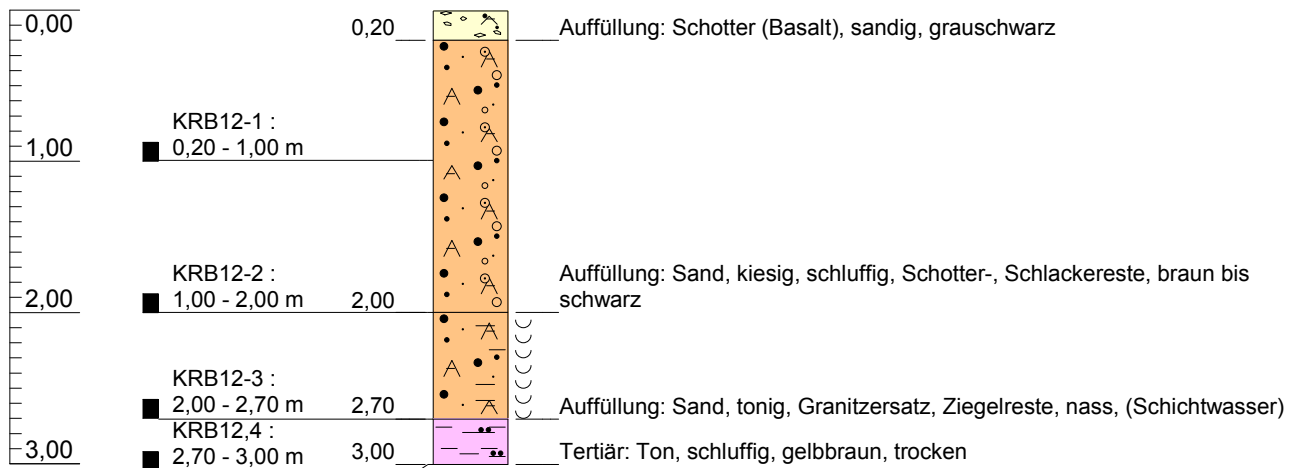 0,00
0,20
Auffüllung: Schotter (Basalt), sandig, grauschwarz
KRB12-1 :
1,00
0,20 - 1,00 m
KRB12-2 :
Auffüllung: Sand, kiesig, schluffig, Schotter-, Schlackereste, braun bis
2,00
1,00 - 2,00 m
2,00
schwarz
KRB12-3 :
2,00 - 2,70 m
2,70
Auffüllung: Sand, tonig, Granitzersatz, Ziegelreste, nass, (Schichtwasser)
KRB12,4 :
3,00
2,70 - 3,00 m
3,00
Tertiär: Ton, schluffig, gelbbraun, trocken